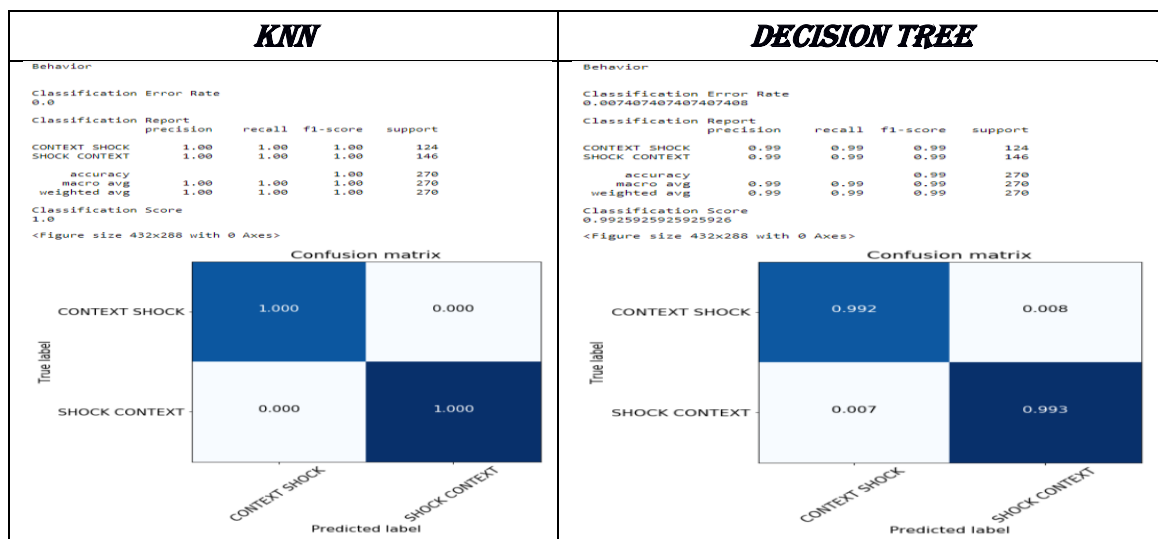 KNN
Behavior
Classification Error Rate
0.0
Classification Report
precision recall f1-score support
CONTEXT SHOCK 1.00 1.00 1.00 124
SHOCK CONTEXT 1.00 1.00 1.00 146
accuracy 1.00 270
macro avg 1.00 1.00 1.00 270
weighted avg 1.00 1.00 1.00 270
Classification Score
1.0
<Figure size 432x288 with 0 Axes>
Confusion matrix
CONTEXT SHOCK 1.000 0.000
True label
SHOCK CONTEXT 0.000 1.000
CONTEXT SHOCK
SHOCK CONTEXT
Predicted label
DECISION TREE
Behavior
Classification Error Rate
0.007407407407407408
Classification Report
precision recall f1-score support
CONTEXT SHOCK 0.99 0.99 0.99 124
SHOCK CONTEXT 0.99 0.99 0.99 146
accuracy 0.99 270
macro avg 0.99 0.99 0.99 270
weighted avg 0.99 0.99 0.99 270
Classification Score
0.9925925925925926
<Figure size 432x288 with 0 Axes>
Confusion matrix
CONTEXT SHOCK 0.992 0.008
True label
SHOCK CONTEXT 0.007 0.993
CONTEXT SHOCK
SHOCK CONTEXT
Predicted label